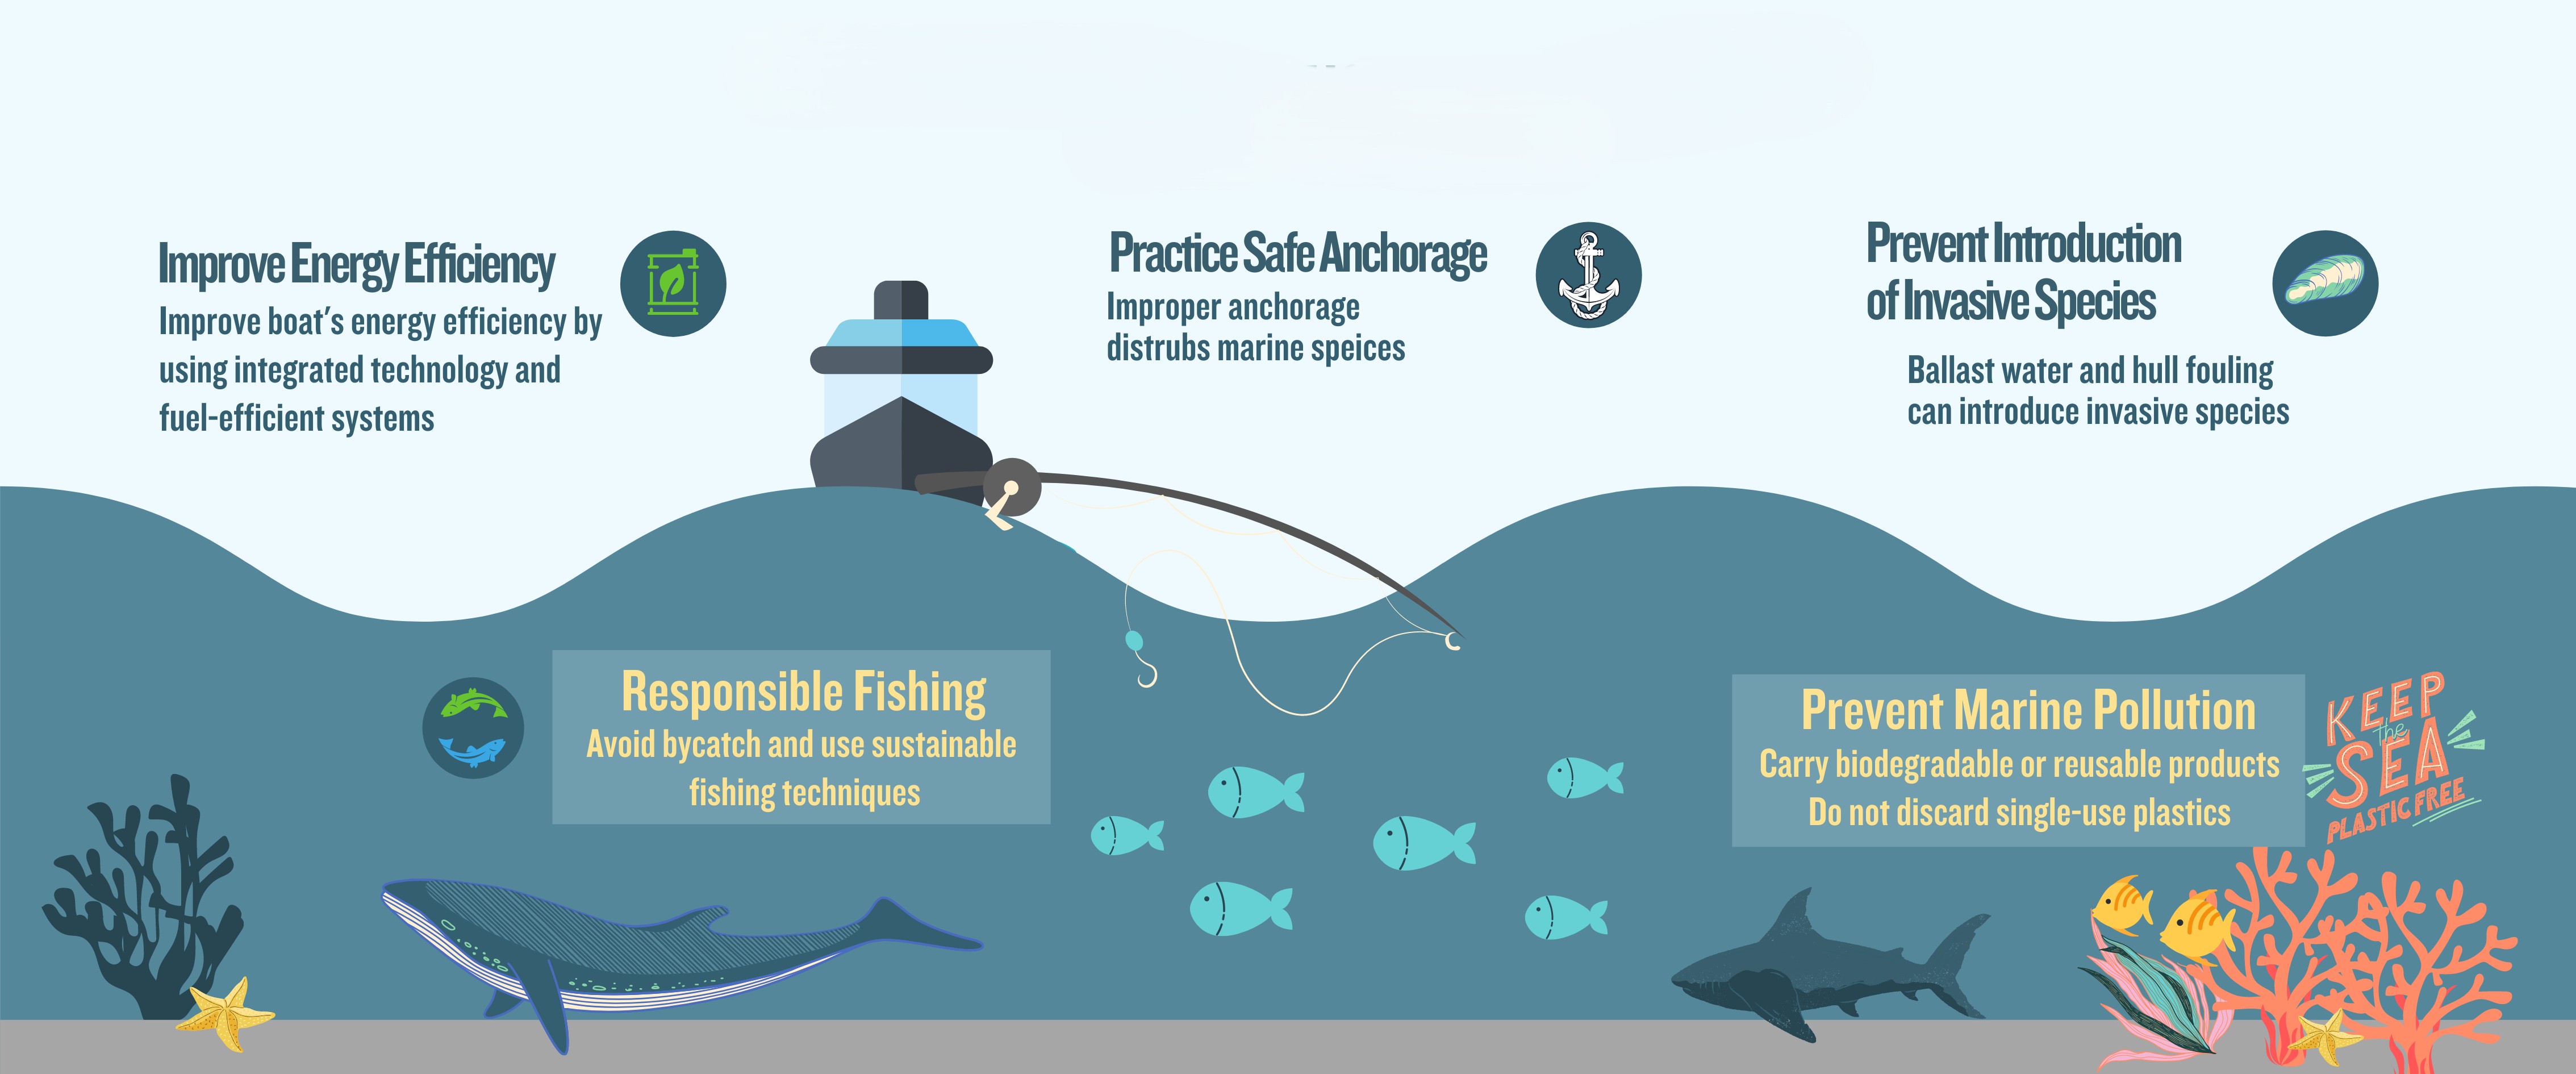 Improve Energy Efficiency
Improve boat's energy efficiency by
using integrated technology and
fuel-efficient systems
Practice Safe Anchorage
Improper anchorage
distrubs marine speices
Prevent Introduction
of Invasive Species
Ballast water and hull fouling
can introduce invasive species
Responsible Fishing
Avoid bycatch and use sustainable
fishing techniques
Prevent Marine Pollution
Carry biodegradable or reusable products
Do not discard single-use plastics
KEEP
the
SEA
PLASTIC FREE